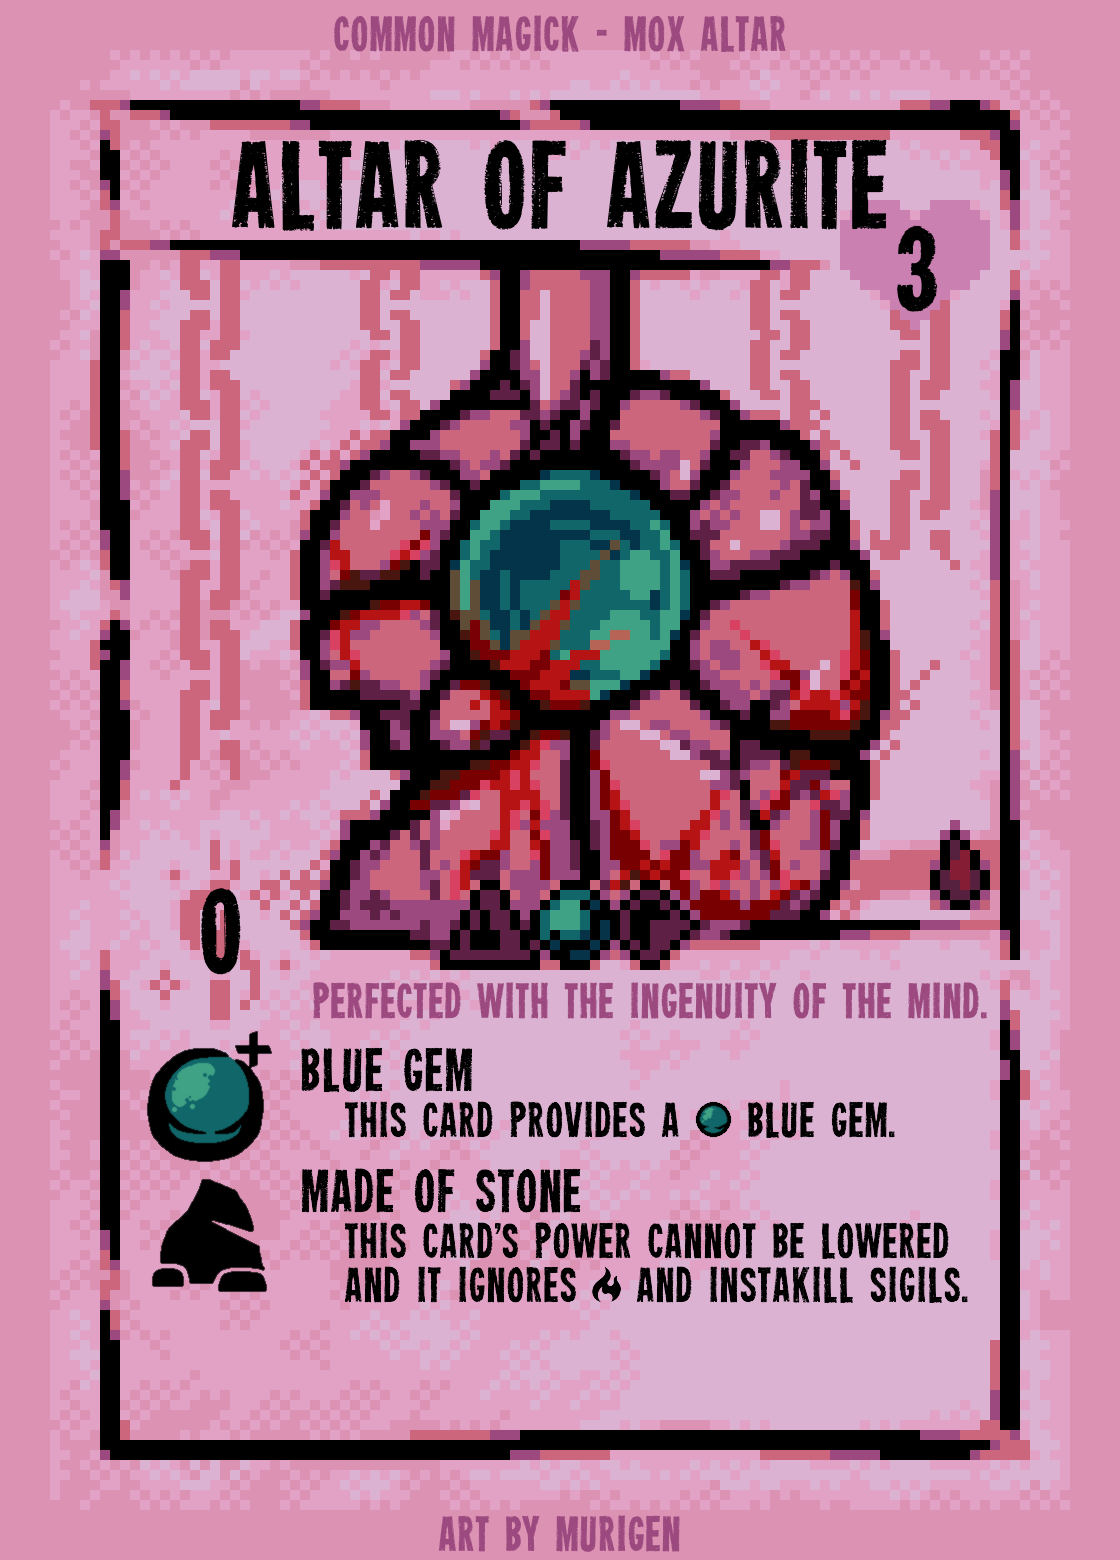 COMMON MAGICK - MOX ALTAR
ALTAR OF AZURITE
3
0
PERFECTED WITH THE INGENUITY OF THE MIND.
BLUE GEM
THIS CARD PROVIDES A BLUE GEM.
MADE OF STONE
THIS CARD'S POWER CANNOT BE LOWERED
AND IT IGNORES AND INSTAKILL SIGILS.
ART BY MURIGEN